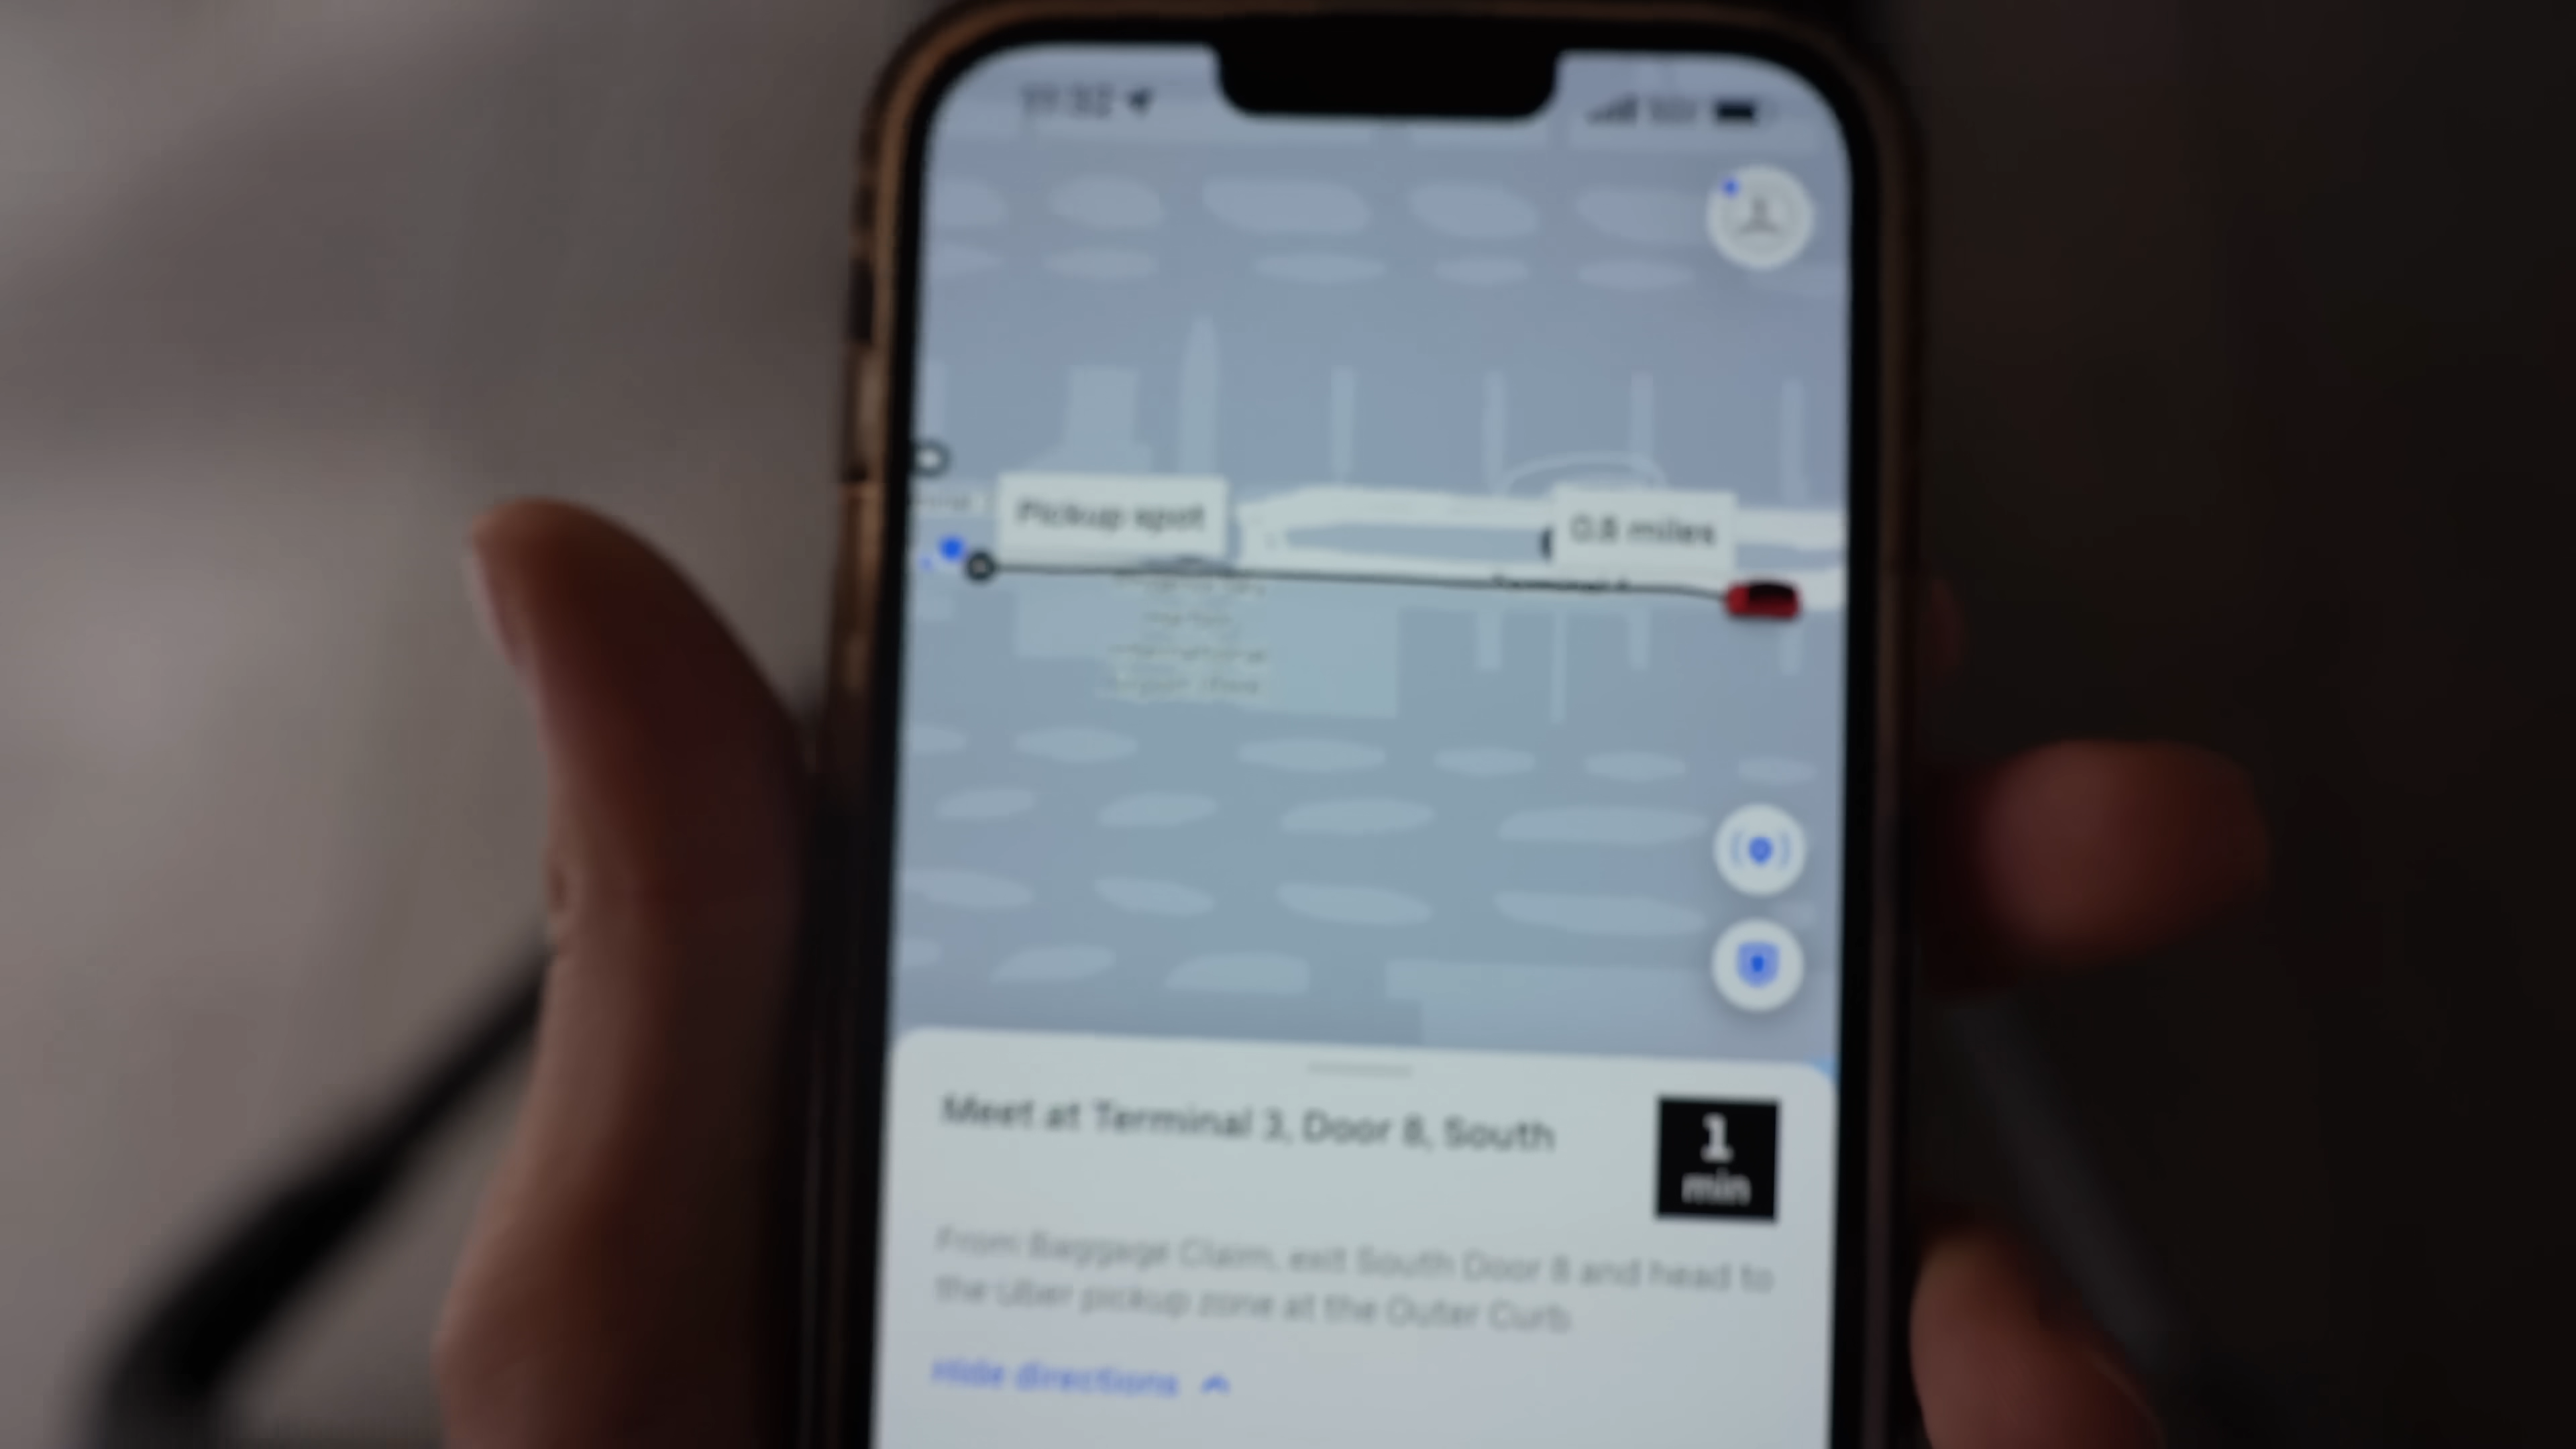 Pickup spot
0.8 miles
Meet at Terminal 3, Door 8, South
1
min
From Baggage Claim, exit South Door 8 and head to
the Uber pickup zone at the Outer Curb.
Hide directions